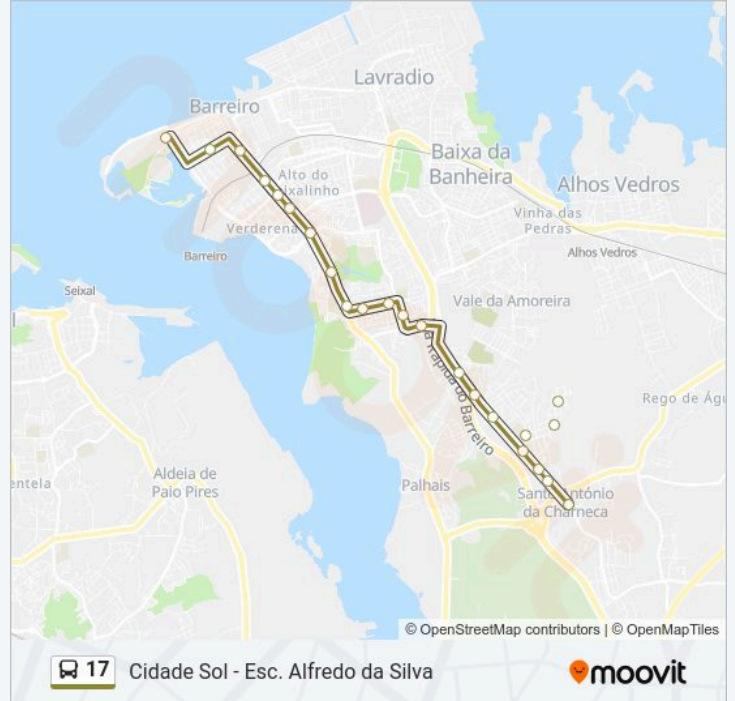 Lavradio
Barreiro
Baixa da
Banheira
Alto do
ixalinho
Alhos Vedros
Vinha das
Pedras
Verderena
Barreiro
Alhos Vedros
Seixal
l
Vale da Amoreira
a Rápida do Barreiro
Rego de Águ
entela
Aldeia de
Paio Pires
Palhais
Santo António
da Charneca
© OpenStreetMap contributors | © OpenMapTiles
17 Cidade Sol - Esc. Alfredo da Silva
moovit